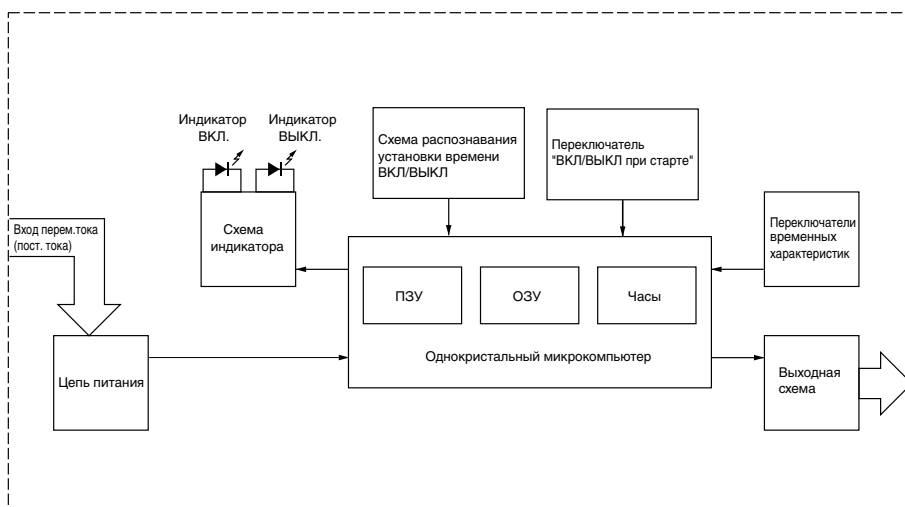 Индикатор
ВКЛ.
Индикатор
ВЫКЛ.
Схема распознавания
установки времени
ВКЛ/ВЫКЛ
Переключатель
"ВКЛ/ВЫКЛ при старте"
Вход перем.тока
(пост. тока)
Схема
индикатора
Переключатели
временных
характеристик
ПЗУ
ОЗУ
Часы
Однокристальный микрокомпьютер
Цепь питания
Выходная
схема